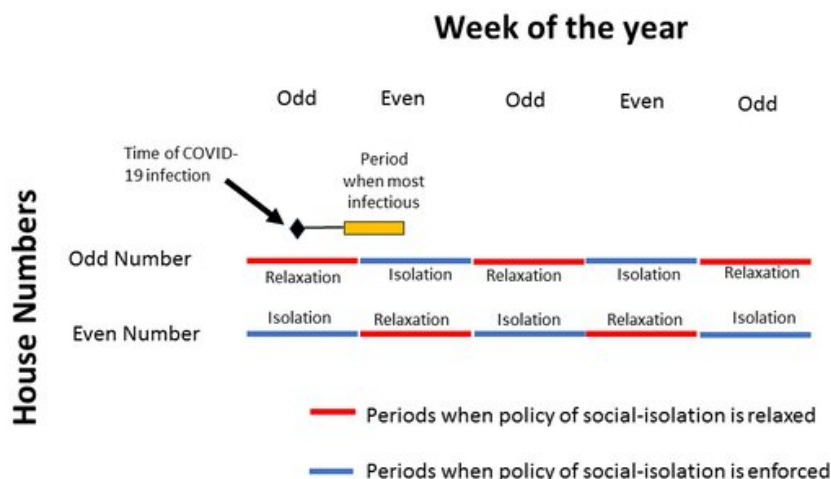 Week of the year
Odd Even Odd Even Odd
Time of COVID-
19 infection
Period
when most
infectious
House Numbers
Odd Number
Relaxation Isolation Relaxation Isolation Relaxation
Even Number
Isolation Relaxation Isolation Relaxation Isolation
Periods when policy of social-isolation is relaxed
Periods when policy of social-isolation is enforced